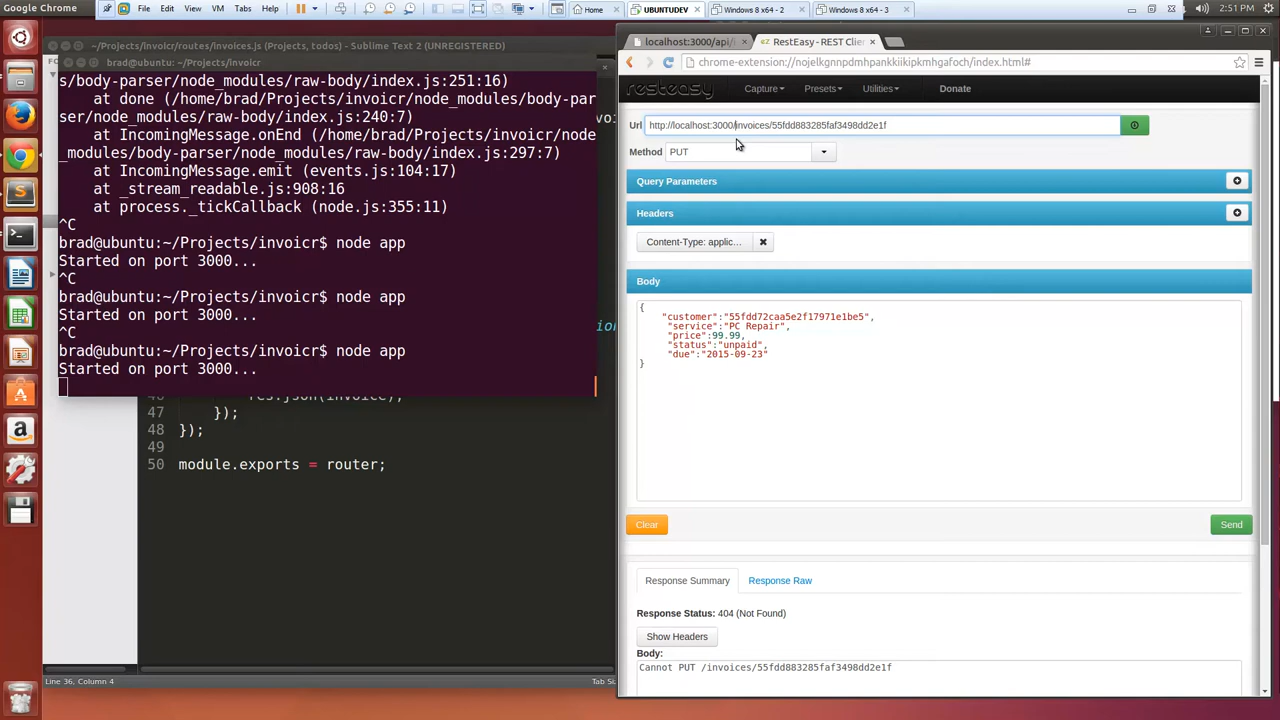 Google Chrome File Edit View VM Tabs Help Home UBUNTUDEV Windows 8 x64 - 2 Windows 8 x64 - 3 2:51 PM
~/Projects/invoicr/routes/invoices.js (Projects, todos) - Sublime Text 2 (UNREGISTERED)
brad@ubuntu: ~/Projects/invoicr
s/body-parser/node_modules/raw-body/index.js:251:16)
at done (/home/brad/Projects/invoicr/node_modules/body-par
ser/node_modules/raw-body/index.js:240:7)
at IncomingMessage.onEnd (/home/brad/Projects/invoicr/node
_modules/body-parser/node_modules/raw-body/index.js:297:7)
at IncomingMessage.emit (events.js:104:17)
at _stream_readable.js:908:16
at process._tickCallback (node.js:355:11)
^C
brad@ubuntu:~/Projects/invoicr$ node app
Started on port 3000...
^C
brad@ubuntu:~/Projects/invoicr$ node app
Started on port 3000...
^C
brad@ubuntu:~/Projects/invoicr$ node app
Started on port 3000...
47 });
48 });
49
50 module.exports = router;
Line 36, Column 4
localhost:3000/api/i
RestEasy - REST Clie
chrome-extension://nojelkgnnpdmhpankkiikipkmhgafoch/index.html#
resteasy Capture Presets Utilities Donate
Url http://localhost:3000/invoices/55fdd883285faf3498dd2e1f
Method PUT
Query Parameters
Headers
Content-Type: applic...
Body
{
"customer":"55fdd72caa5e2f17971e1be5",
"service":"PC Repair",
"price":99.99,
"status":"unpaid",
"due":"2015-09-23"
}
Clear Send
Response Summary Response Raw
Response Status: 404 (Not Found)
Show Headers
Body:
Cannot PUT /invoices/55fdd883285faf3498dd2e1f